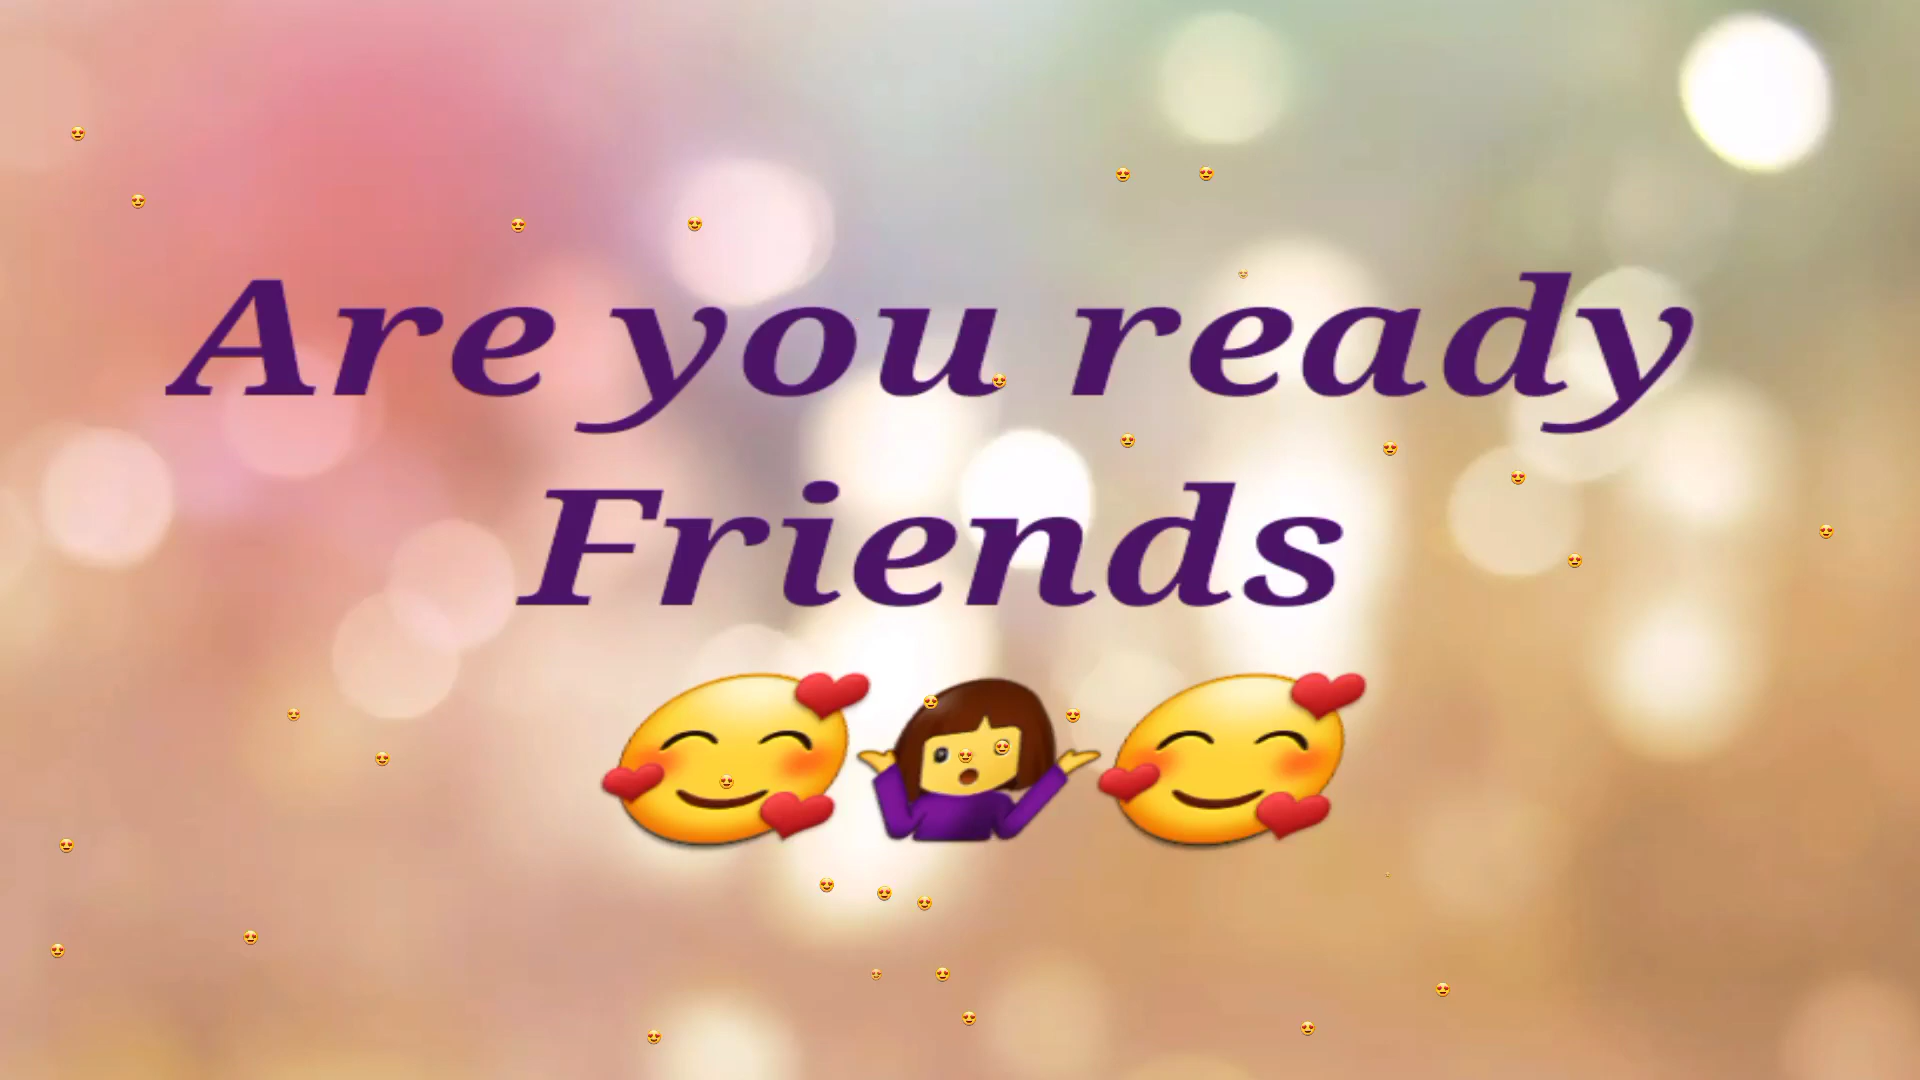 Are you ready
Friends
🥰🤷‍♀️🥰